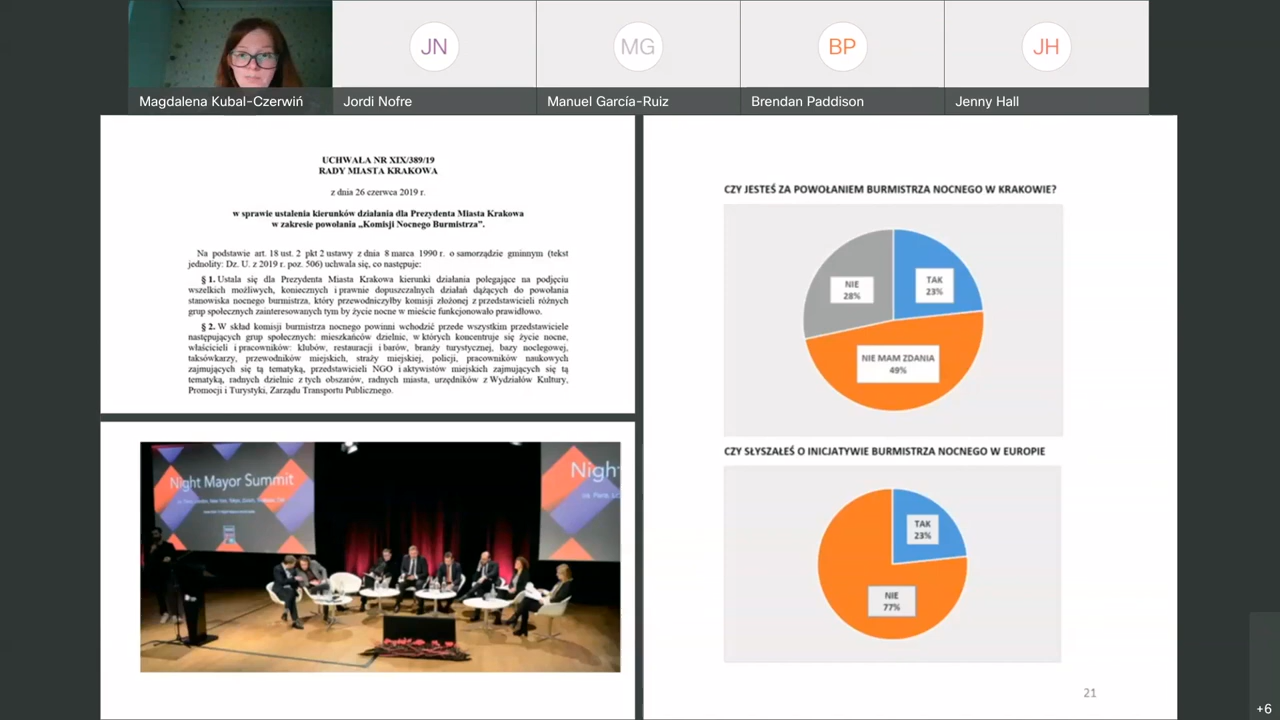 JN
MG
BP
JH
Magdalena Kubal-Czerwiń
Jordi Nofre
Manuel García-Ruiz
Brendan Paddison
Jenny Hall
UCHWAŁA NR XIX/389/19
RADY MIASTA KRAKOWA
z dnia 26 czerwca 2019 r.
w sprawie ustalenia kierunków działania dla Prezydenta Miasta Krakowa
w zakresie powołania „Komisji Nocnego Burmistrza”.
Na podstawie art. 18 ust. 2 pkt 2 ustawy z dnia 8 marca 1990 r. o samorządzie gminnym (tekst
jednolity: Dz. U. z 2019 r. poz. 506) uchwala się, co następuje:
§ 1. Ustala się dla Prezydenta Miasta Krakowa kierunki działania polegające na podjęciu
wszelkich możliwych, koniecznych i prawnie dopuszczalnych działań dążących do powołania
stanowiska nocnego burmistrza, który przewodniczyłby komisji złożonej z przedstawicieli różnych
grup społecznych zainteresowanych tym by życie nocne w mieście funkcjonowało prawidłowo.
§ 2. W skład komisji burmistrza nocnego powinni wchodzić przede wszystkim przedstawiciele
następujących grup społecznych: mieszkańców dzielnic, w których koncentruje się życie nocne,
właścicieli i pracowników: klubów, restauracji i barów, branży turystycznej, bazy noclegowej,
taksówkarzy, przewodników miejskich, straży miejskiej, policji, pracowników naukowych
zajmujących się tą tematyką, przedstawicieli NGO i aktywistów miejskich zajmujących się tą
tematyką, radnych dzielnic z tych obszarów, radnych miasta, urzędników z Wydziałów Kultury,
Promocji i Turystyki, Zarządu Transportu Publicznego.
Night Mayor Summit
Night
CZY JESTEŚ ZA POWOŁANIEM BURMISTRZA NOCNEGO W KRAKOWIE?
NIE
28%
TAK
23%
NIE MAM ZDANIA
49%
CZY SŁYSZAŁEŚ O INICJATYWIE BURMISTRZA NOCNEGO W EUROPIE
TAK
23%
NIE
77%
21
+6